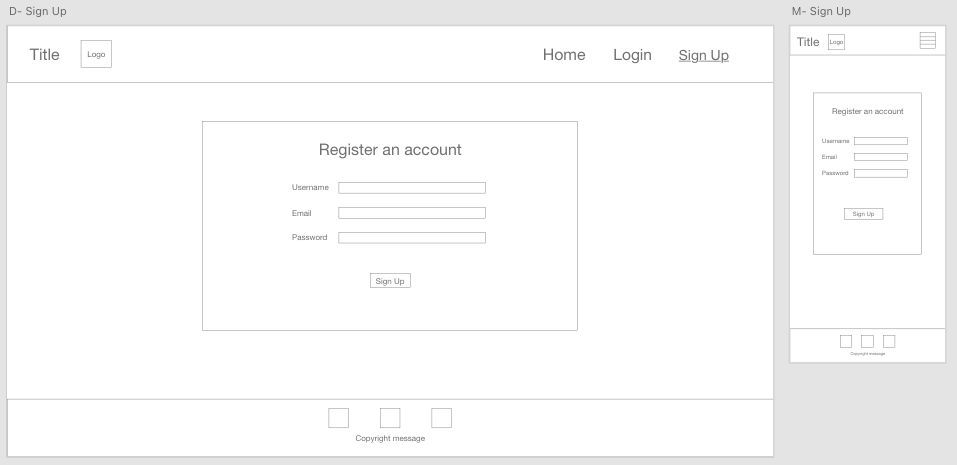 D- Sign Up
Title Logo Home Login Sign Up
Register an account
Username
Email
Password
Sign Up
Copyright message
M- Sign Up
Title Logo
Register an account
Username
Email
Password
Sign Up
Copyright message